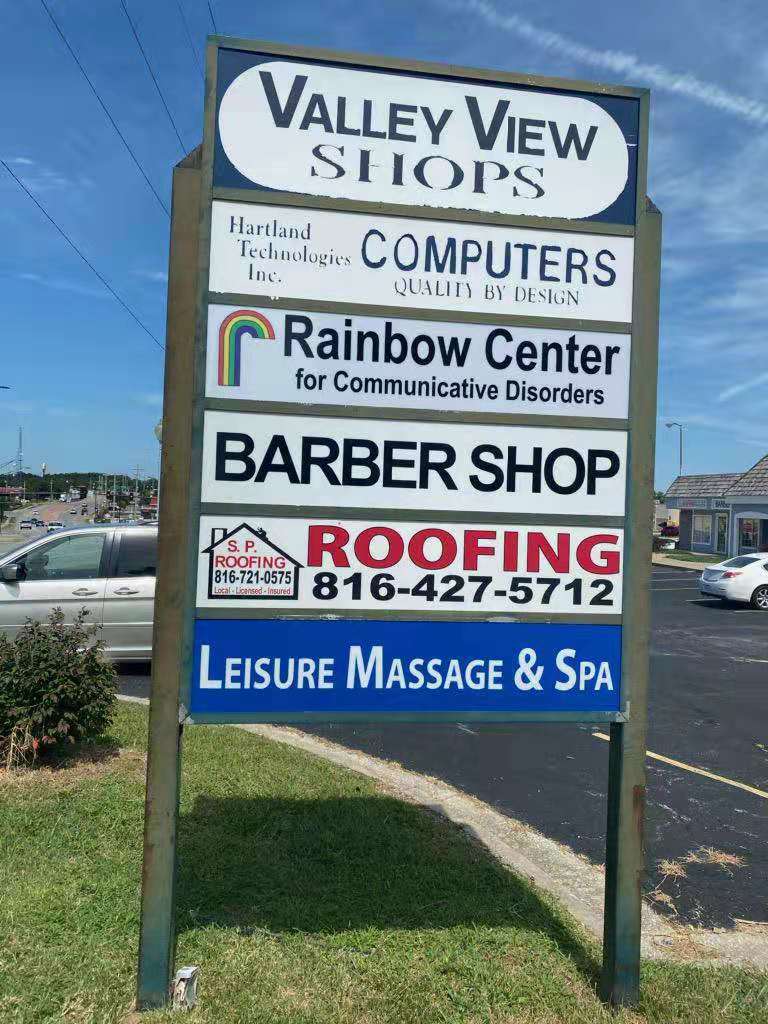 VALLEY VIEW
SHOPS
Hartland
Technologies
Inc.
COMPUTERS
QUALITY BY DESIGN
Rainbow Center
for Communicative Disorders
BARBER SHOP
S. P.
ROOFING
816-721-0575
Local - Licensed - Insured
ROOFING
816-427-5712
LEISURE MASSAGE & SPA